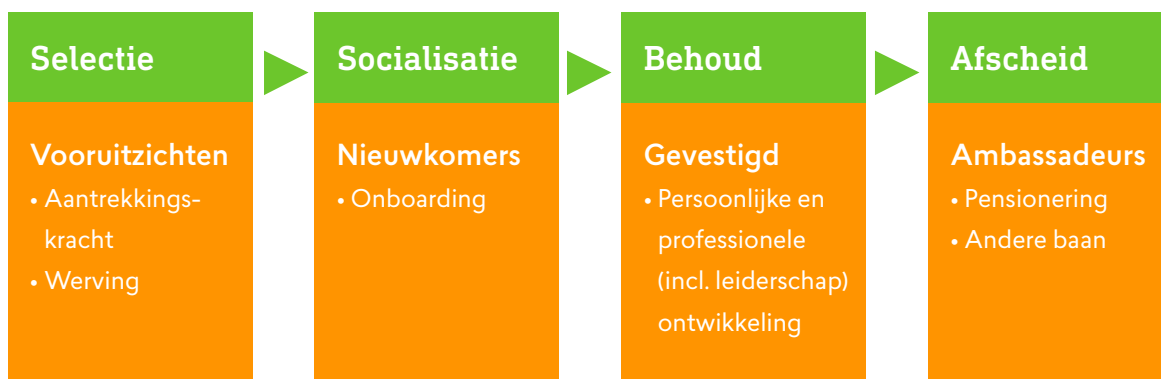 Selectie
Vooruitzichten
• Aantrekkings-
kracht
• Werving
Socialisatie
Nieuwkomers
• Onboarding
Behoud
Gevestigd
• Persoonlijke en
professionele
(incl. leiderschap)
ontwikkeling
Afscheid
Ambassadeurs
• Pensionering
• Andere baan